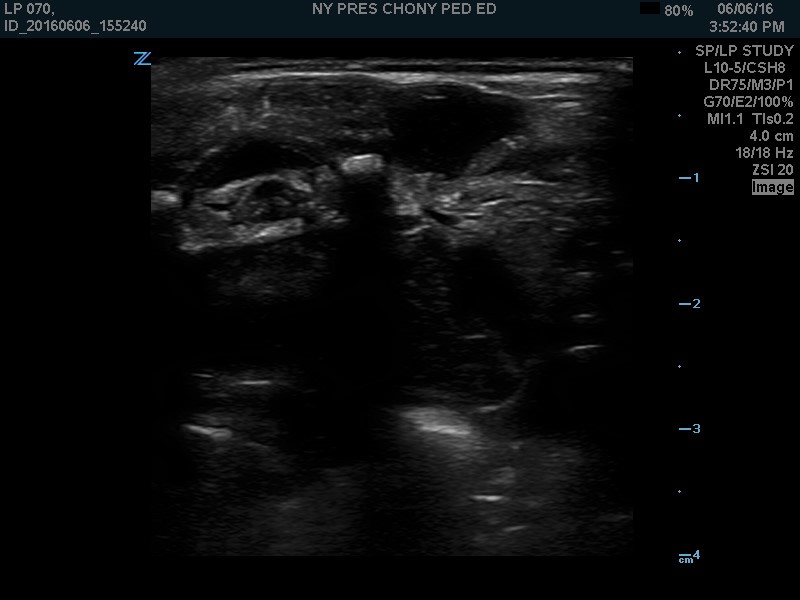 LP 070,
ID_20160606_155240
NY PRES CHONY PED ED
80%
06/06/16
3:52:40 PM
Z
SP/LP STUDY
L10-5/CSH8
DR75/M3/P1
G70/E2/100%
MI1.1 TIs0.2
4.0 cm
18/18 Hz
ZSI 20
Image
1
2
3
4
cm